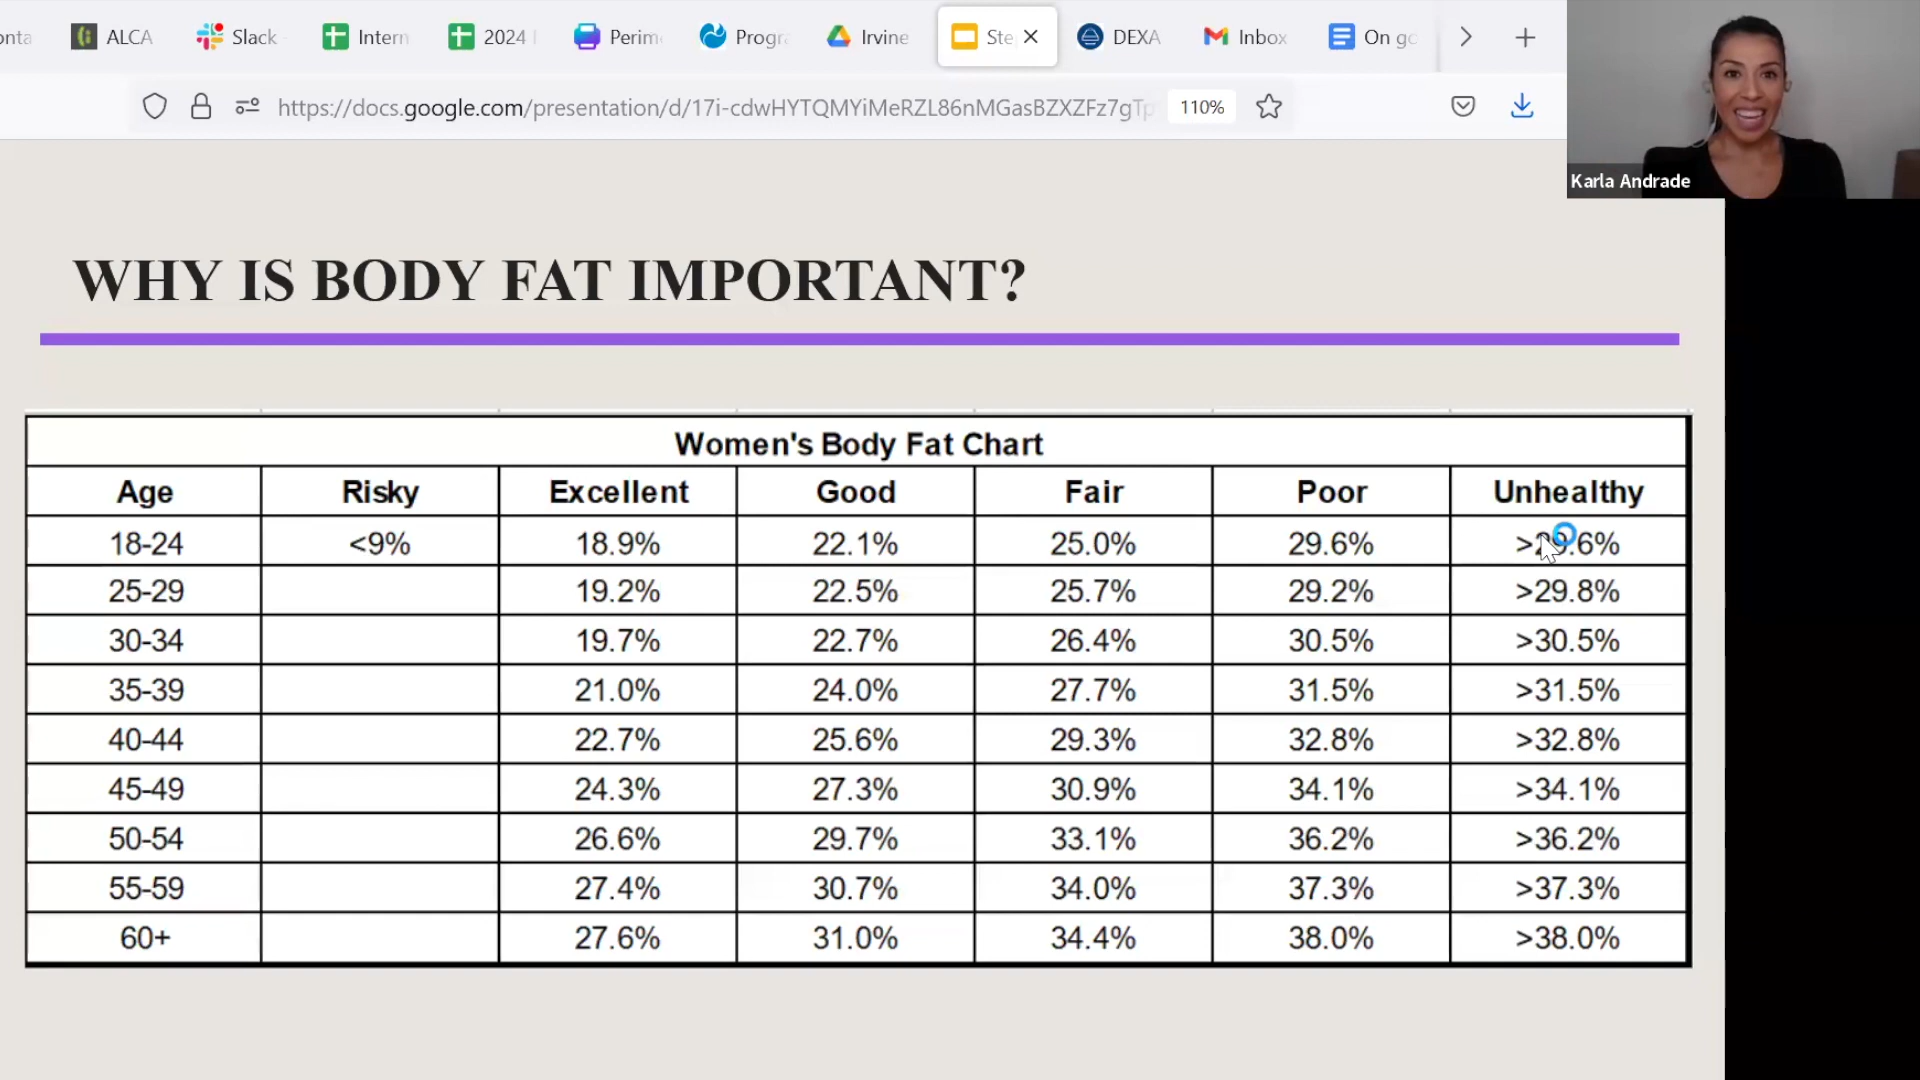 onta ALCA Slack Intern 2024 Perim Progra Irvine Ste DEXA Inbox On go
https://docs.google.com/presentation/d/17i-cdwHYTQMYiMeRZL86nMGasBZXZFz7gTp 110%
Karla Andrade
WHY IS BODY FAT IMPORTANT?
Women's Body Fat Chart
Age Risky Excellent Good Fair Poor Unhealthy
18-24 <9% 18.9% 22.1% 25.0% 29.6% >29.6%
25-29 19.2% 22.5% 25.7% 29.2% >29.8%
30-34 19.7% 22.7% 26.4% 30.5% >30.5%
35-39 21.0% 24.0% 27.7% 31.5% >31.5%
40-44 22.7% 25.6% 29.3% 32.8% >32.8%
45-49 24.3% 27.3% 30.9% 34.1% >34.1%
50-54 26.6% 29.7% 33.1% 36.2% >36.2%
55-59 27.4% 30.7% 34.0% 37.3% >37.3%
60+ 27.6% 31.0% 34.4% 38.0% >38.0%